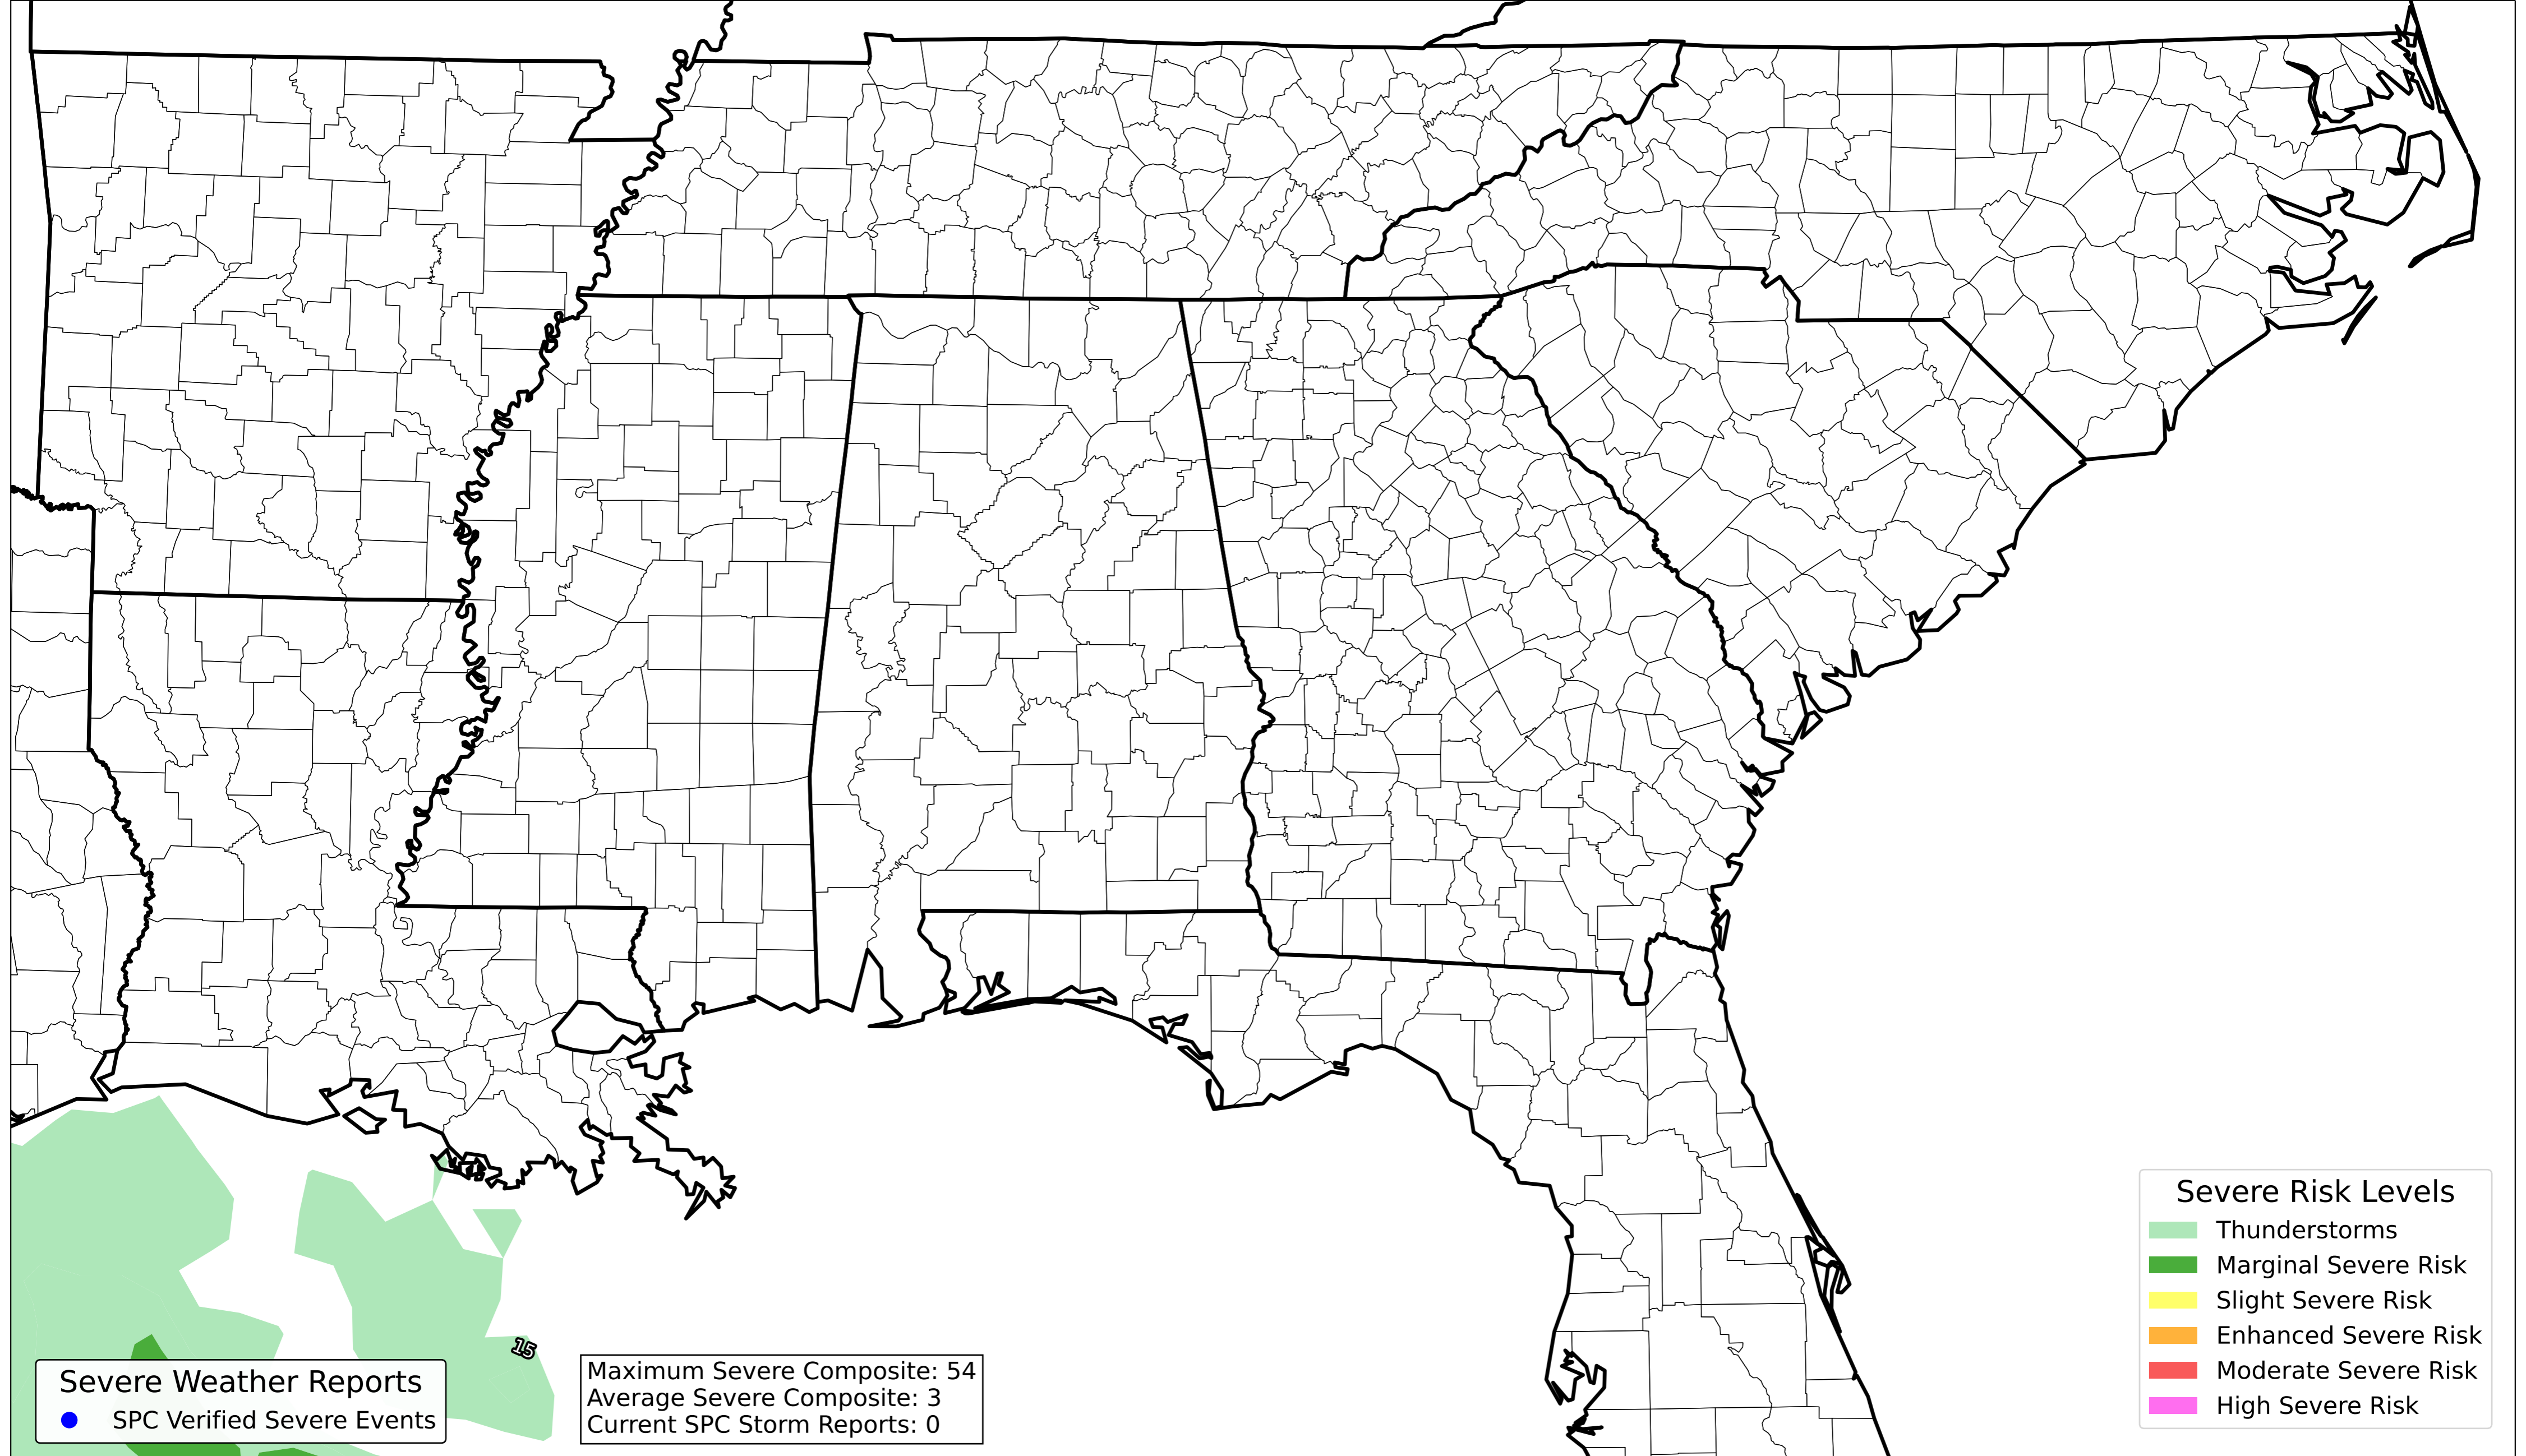 15
Severe Weather Reports
SPC Verified Severe Events
Maximum Severe Composite: 54
Average Severe Composite: 3
Current SPC Storm Reports: 0
Severe Risk Levels
Thunderstorms
Marginal Severe Risk
Slight Severe Risk
Enhanced Severe Risk
Moderate Severe Risk
High Severe Risk